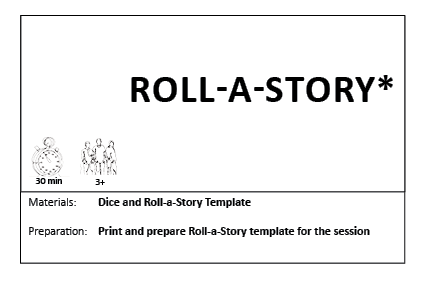 ROLL-A-STORY*
30 min 3+
Materials: Dice and Roll-a-Story Template
Preparation: Print and prepare Roll-a-Story template for the session